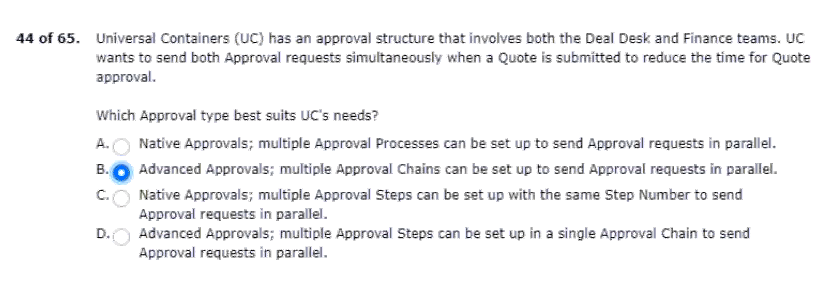 44 of 65. Universal Containers (UC) has an approval structure that involves both the Deal Desk and Finance teams. UC
wants to send both Approval requests simultaneously when a Quote is submitted to reduce the time for Quote
approval.
Which Approval type best suits UC's needs?
A. Native Approvals; multiple Approval Processes can be set up to send Approval requests in parallel.
B. Advanced Approvals; multiple Approval Chains can be set up to send Approval requests in parallel.
C. Native Approvals; multiple Approval Steps can be set up with the same Step Number to send
Approval requests in parallel.
D. Advanced Approvals; multiple Approval Steps can be set up in a single Approval Chain to send
Approval requests in parallel.